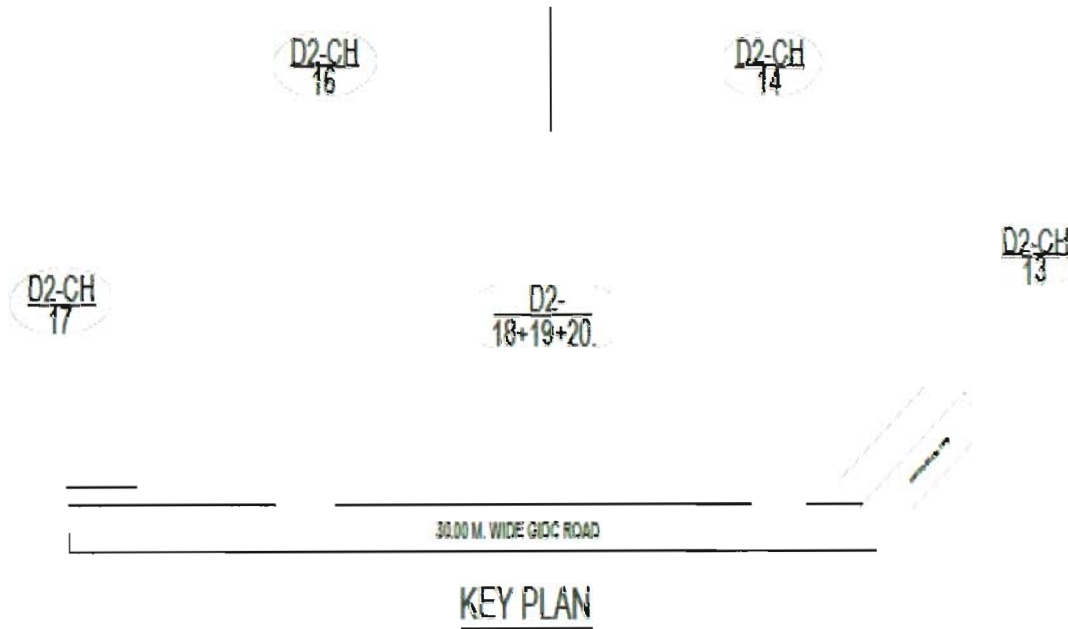 D2-CH
16
D2-CH
14
D2-CH
13
D2-CH
17
D2-
18+19+20.
30.00 M. WIDE GIDC ROAD
KEY PLAN